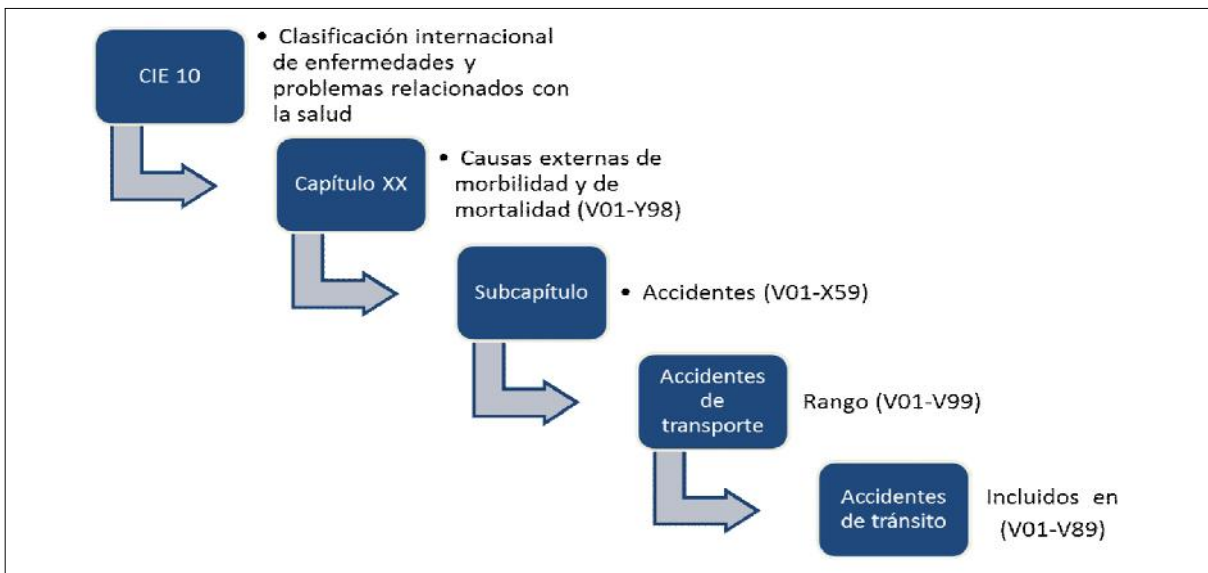 CIE 10
• Clasificación internacional
de enfermedades y
problemas relacionados con
la salud
Capítulo XX
• Causas externas de
morbilidad y de
mortalidad (V01-Y98)
Subcapítulo
• Accidentes (V01-X59)
Accidentes
de
transporte
Rango (V01-V99)
Accidentes
de tránsito
Incluidos en
(V01-V89)